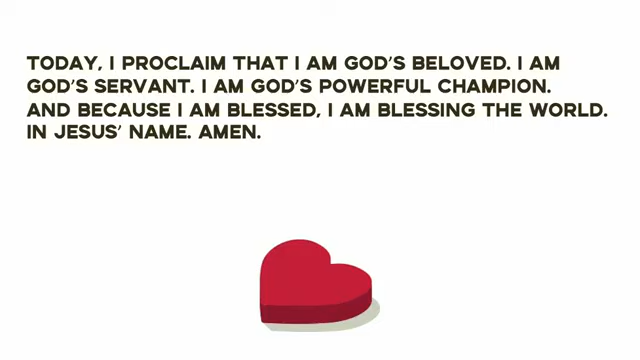 TODAY, I PROCLAIM THAT I AM GOD'S BELOVED. I AM
GOD'S SERVANT. I AM GOD'S POWERFUL CHAMPION.
AND BECAUSE I AM BLESSED, I AM BLESSING THE WORLD.
IN JESUS' NAME. AMEN.